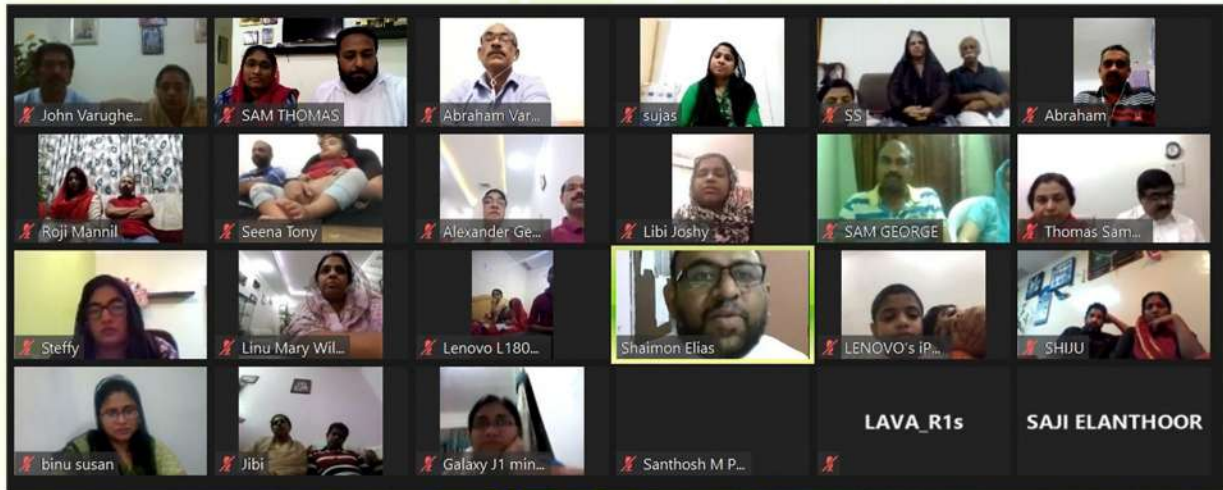 John Varughe...
SAM THOMAS
Abraham Var...
sujas
SS
Abraham
Roji Mannil
Seena Tony
Alexander Ge...
Libi Joshy
SAM GEORGE
Thomas Sam...
Steffy
Linu Mary Wil...
Lenovo L180...
Shaimon Elias
LENOVO's iP...
SHIJU
binu susan
Jibi
Galaxy J1 min...
Santhosh M P...
LAVA_R1s
SAJI ELANTHOOR